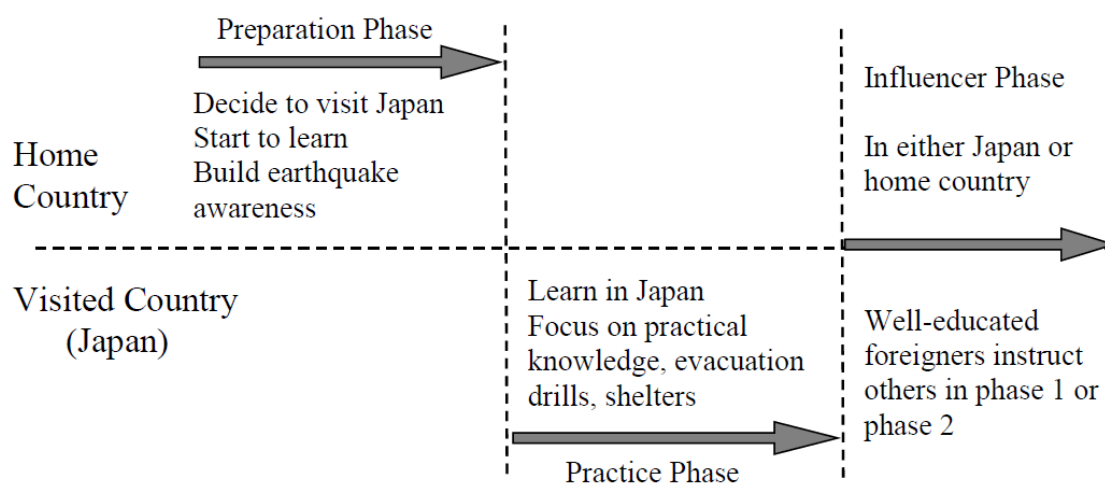 Preparation Phase
Decide to visit Japan
Start to learn
Build earthquake
awareness
Home
Country
Influencer Phase
In either Japan or
home country
Visited Country
(Japan)
Learn in Japan
Focus on practical
knowledge, evacuation
drills, shelters
Practice Phase
Well-educated
foreigners instruct
others in phase 1 or
phase 2